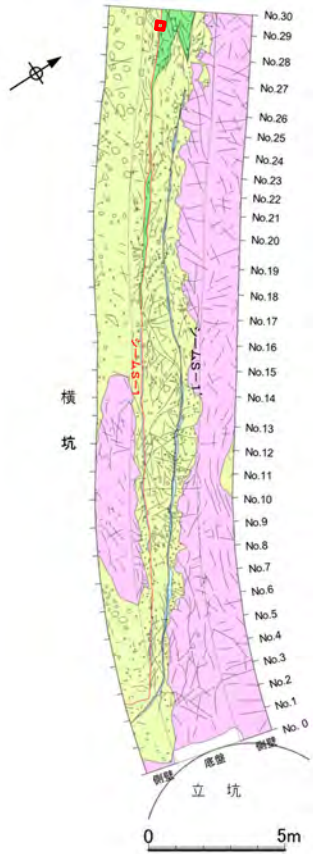 No.30
No.29
No.28
No.27
No.26
No.25
No.24
No.23
No.22
No.21
No.20
No.19
No.18
No.17
No.16
No.15
No.14
No.13
No.12
No.11
No.10
No.9
No.8
No.7
No.6
No.5
No.4
No.3
No.2
No.1
No. 0
シームS-1
シームS-1'
横坑
側壁
底盤
側壁
立坑
0 5m